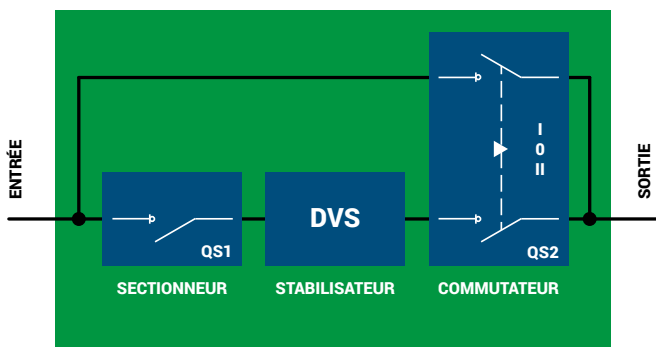 ENTRÉE
I
0
II
SORTIE
DVS
QS1
QS2
SECTIONNEUR
STABILISATEUR
COMMUTATEUR